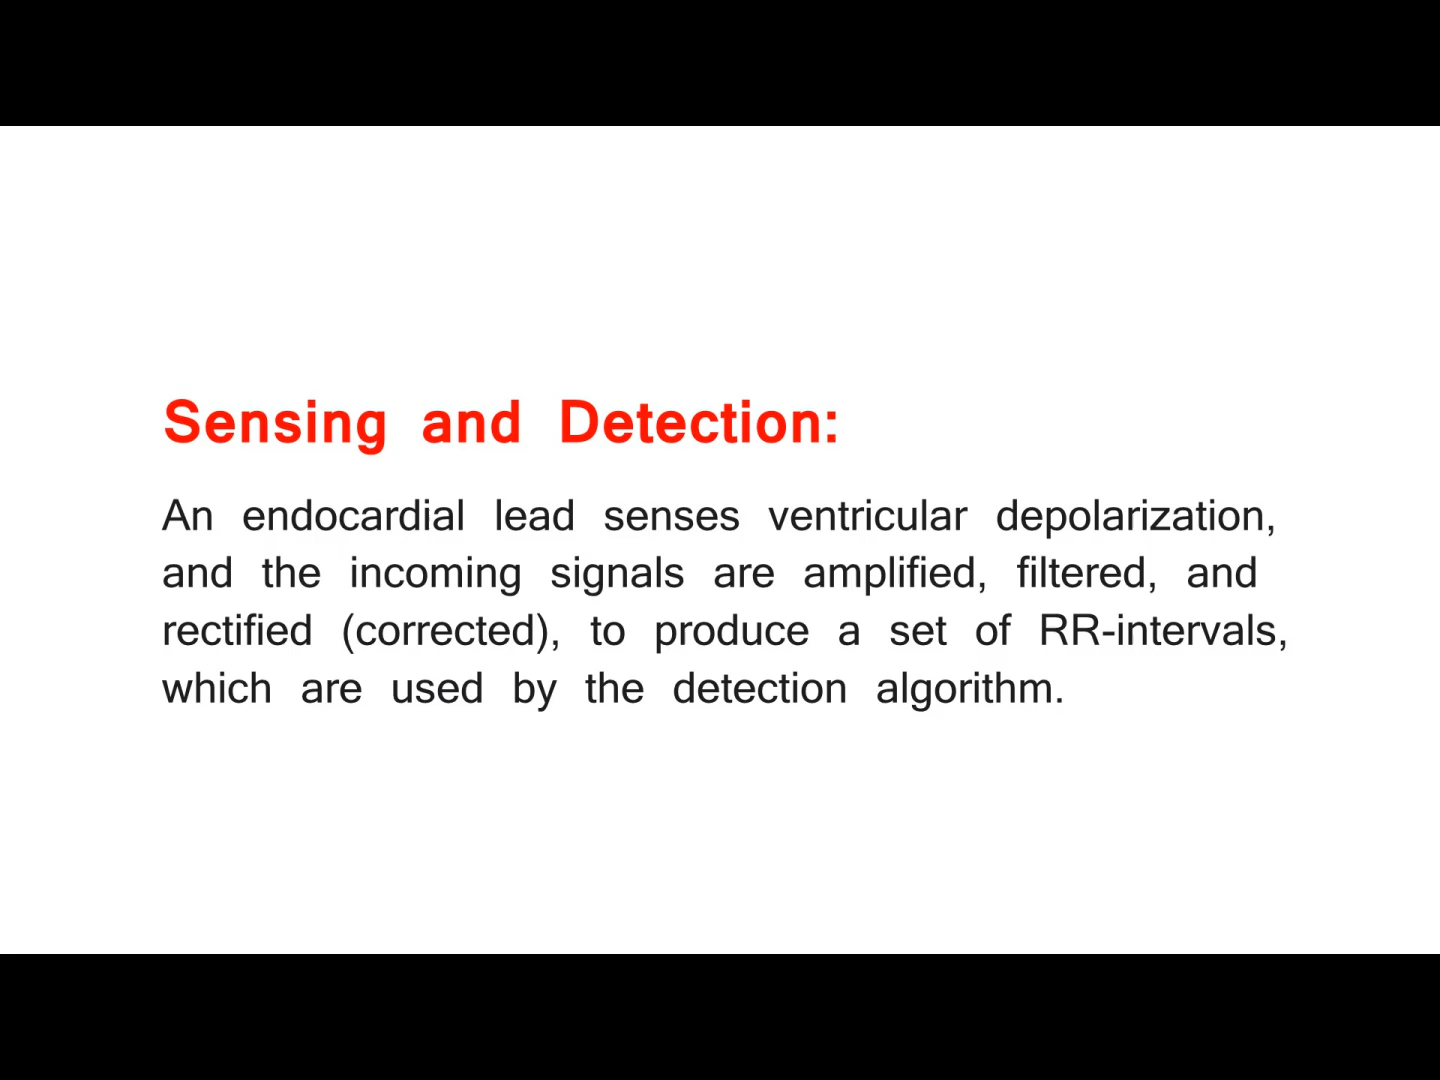 Sensing and Detection:
An endocardial lead senses ventricular depolarization,
and the incoming signals are amplified, filtered, and
rectified (corrected), to produce a set of RR-intervals,
which are used by the detection algorithm.